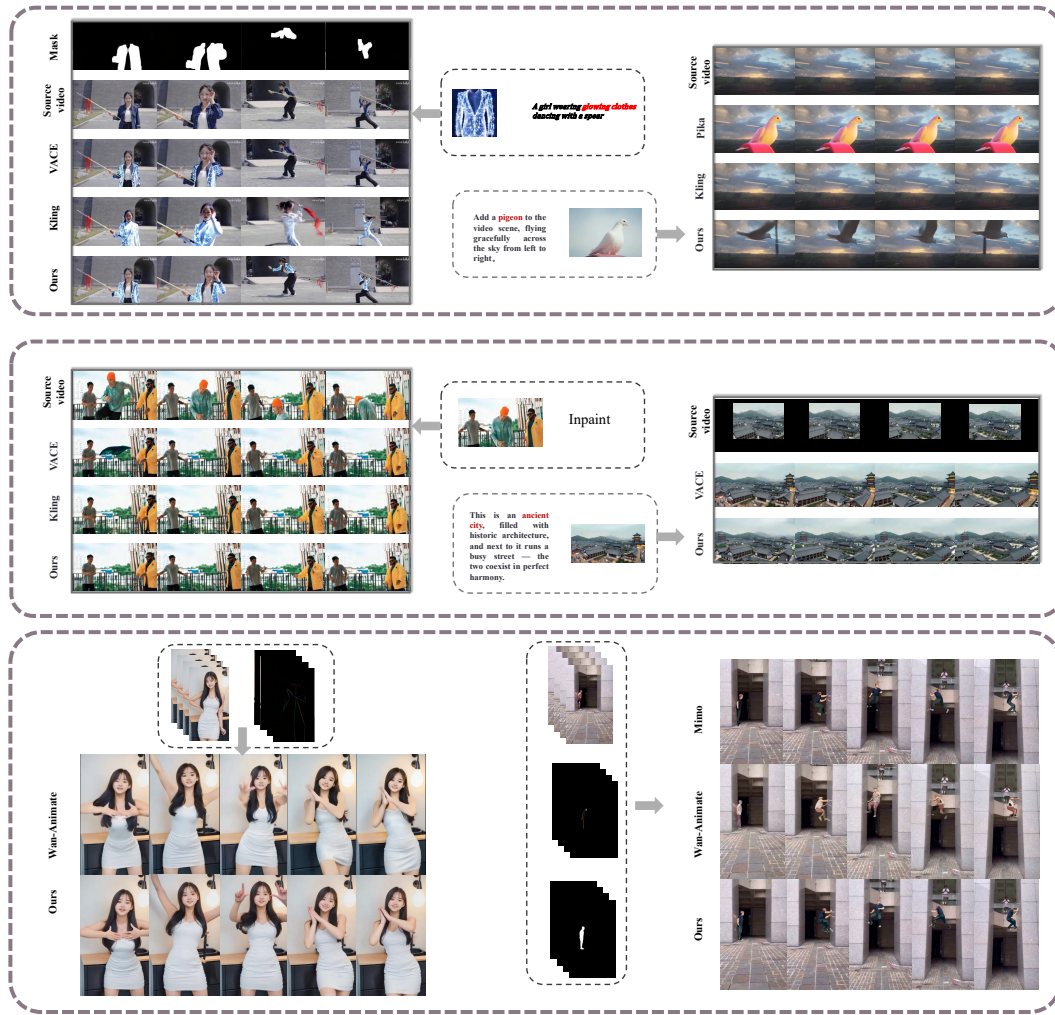 Mask
Source
video
VACE
Kling
Ours
A girl wearing glowing clothes
dancing with a spear
Add a pigeon to the
video scene, flying
gracefully across
the sky from left to
right。
Source
video
Pika
Kling
Ours
Source
video
VACE
Kling
Ours
Inpaint
This is an ancient
city, filled with
historic architecture,
and next to it runs a
busy street — the
two coexist in perfect
harmony.
Source
video
VACE
Ours
Wan-Animate
Ours
Mimo
Wan-Animate
Ours